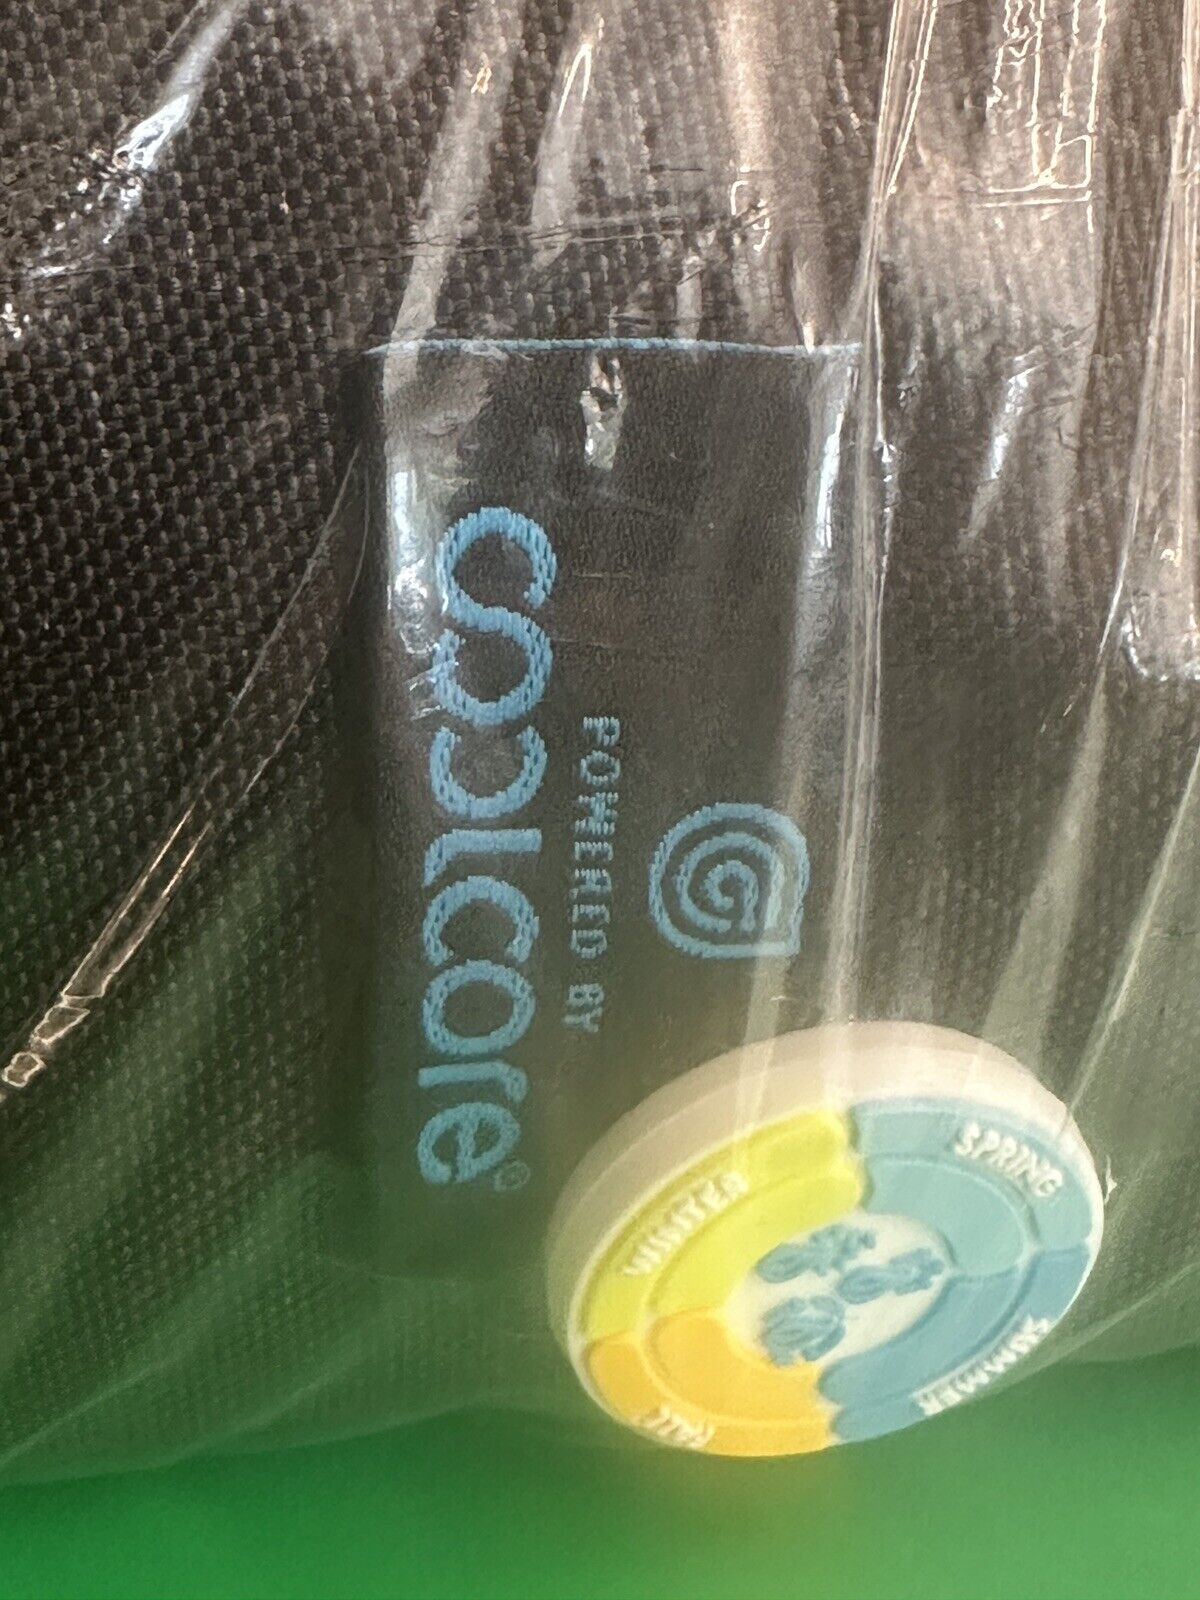 POWERED BY
coolcore®
SPRING
SUMMER
FALL
WINTER